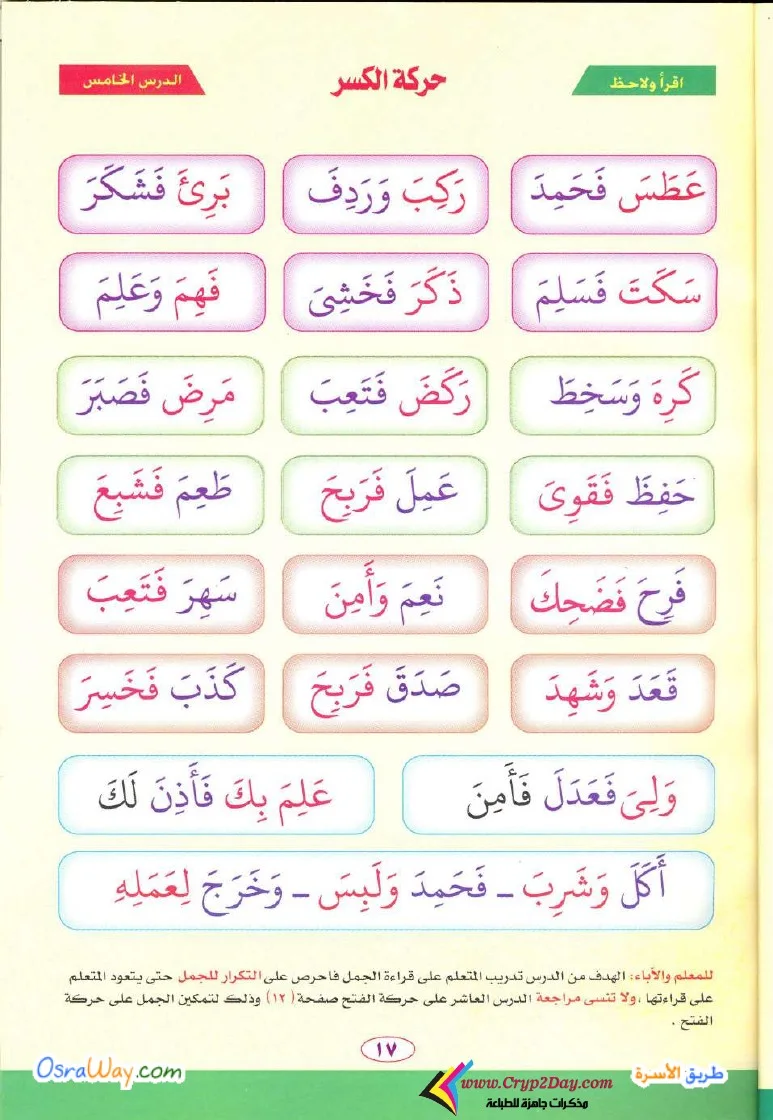 اقرأ ولاحظ
حركة الكسر
الدرس الخامس
عَطَسَ فَحَمِدَ
رَكِبَ وَرَدِفَ
بَرِئَ فَشَكَرَ
سَكَتَ فَسَلِمَ
ذَكَرَ فَخَشِىَ
فَهِمَ وَعَلِمَ
كَرِهَ وَسَخِطَ
رَكَضَ فَتَعِبَ
مَرِضَ فَصَبَرَ
حَفِظَ فَقَوِىَ
عَمِلَ فَرَبِحَ
طَعِمَ فَشَبِعَ
فَرِحَ فَضَحِكَ
نَعِمَ وَأَمِنَ
سَهِرَ فَتَعِبَ
قَعَدَ وَشَهِدَ
صَدَقَ فَرَبِحَ
كَذَبَ فَخَسِرَ
وَلِىَ فَعَدَلَ فَأَمِنَ
عَلِمَ بِكَ فَأَذِنَ لَكَ
أَكَلَ وَشَرِبَ – فَحَمِدَ وَلَبِسَ – وَخَرَجَ لِعَمَلِهِ
للمعلم والأباء: الهدف من الدرس تدريب المتعلم على قراءة الجمل فاحرص على التكرار للجمل حتى يتعود المتعلم
على قراءتها ،ولا تنسى مراجعة الدرس العاشر على حركة الفتح صفحة (١٢) وذلك لتمكين الجمل على حركة
الفتح .
١٧
طريق الأسرة
www.Cryp2Day.com
مذكرات جاهزة للطباعة
OsraWay.com